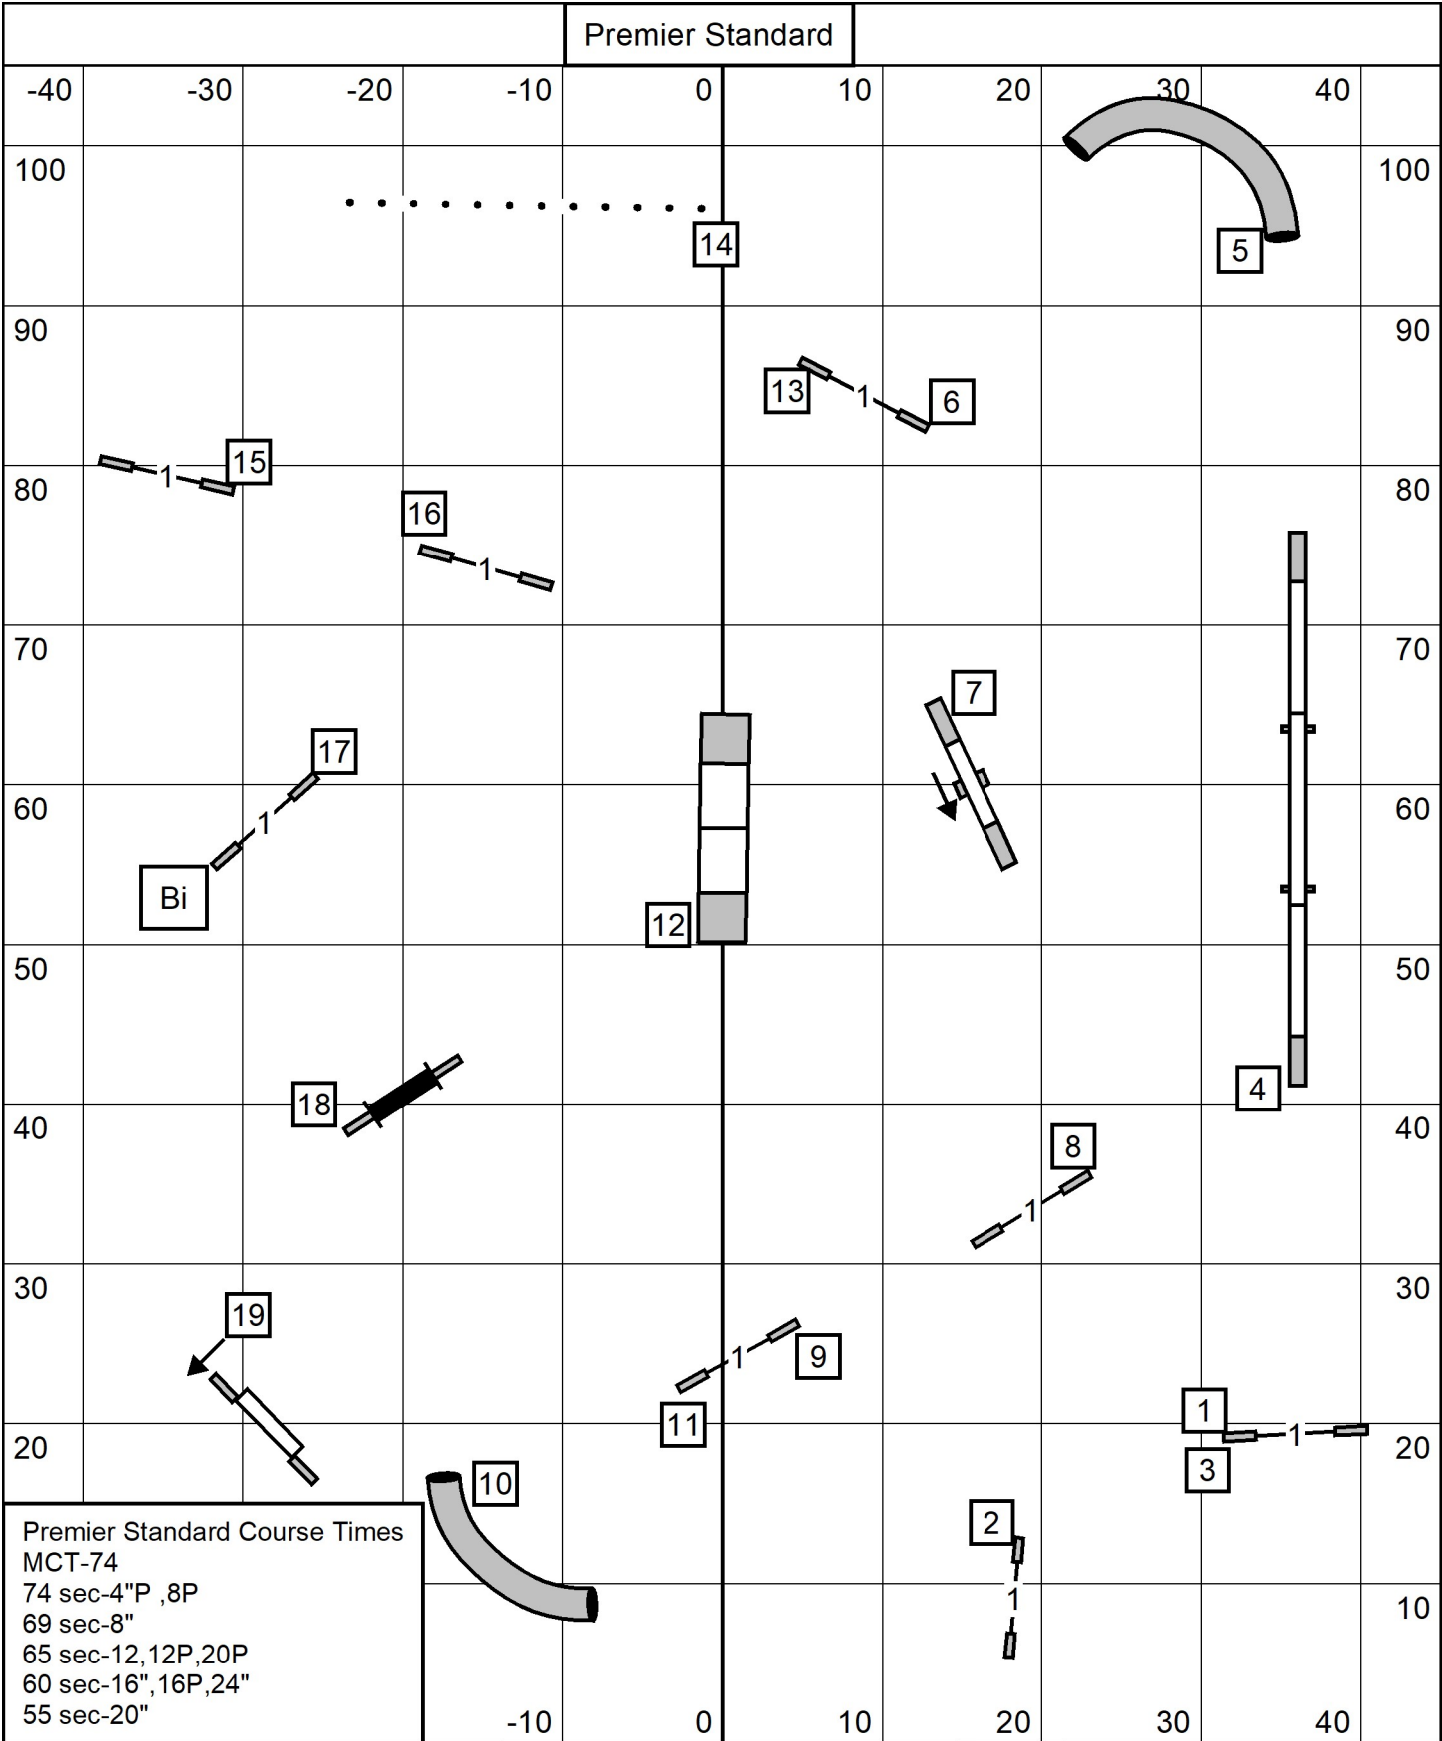 Premier Standard
-40 -30 -20 -10 0 10 20 30 40
100 100
14
5
90 90
13 1 6
15
1
80 80
16
1
7
70 70
17
60 60
1
Bi
12
50 50
4
18
40 40
8
1
30 30
19
1 9
1
11
1
20 20
3
10
2
Premier Standard Course Times
MCT-74
74 sec-4"P ,8P
69 sec-8"
65 sec-12,12P,20P
60 sec-16",16P,24"
55 sec-20"
1
10
-10 0 10 20 30 40